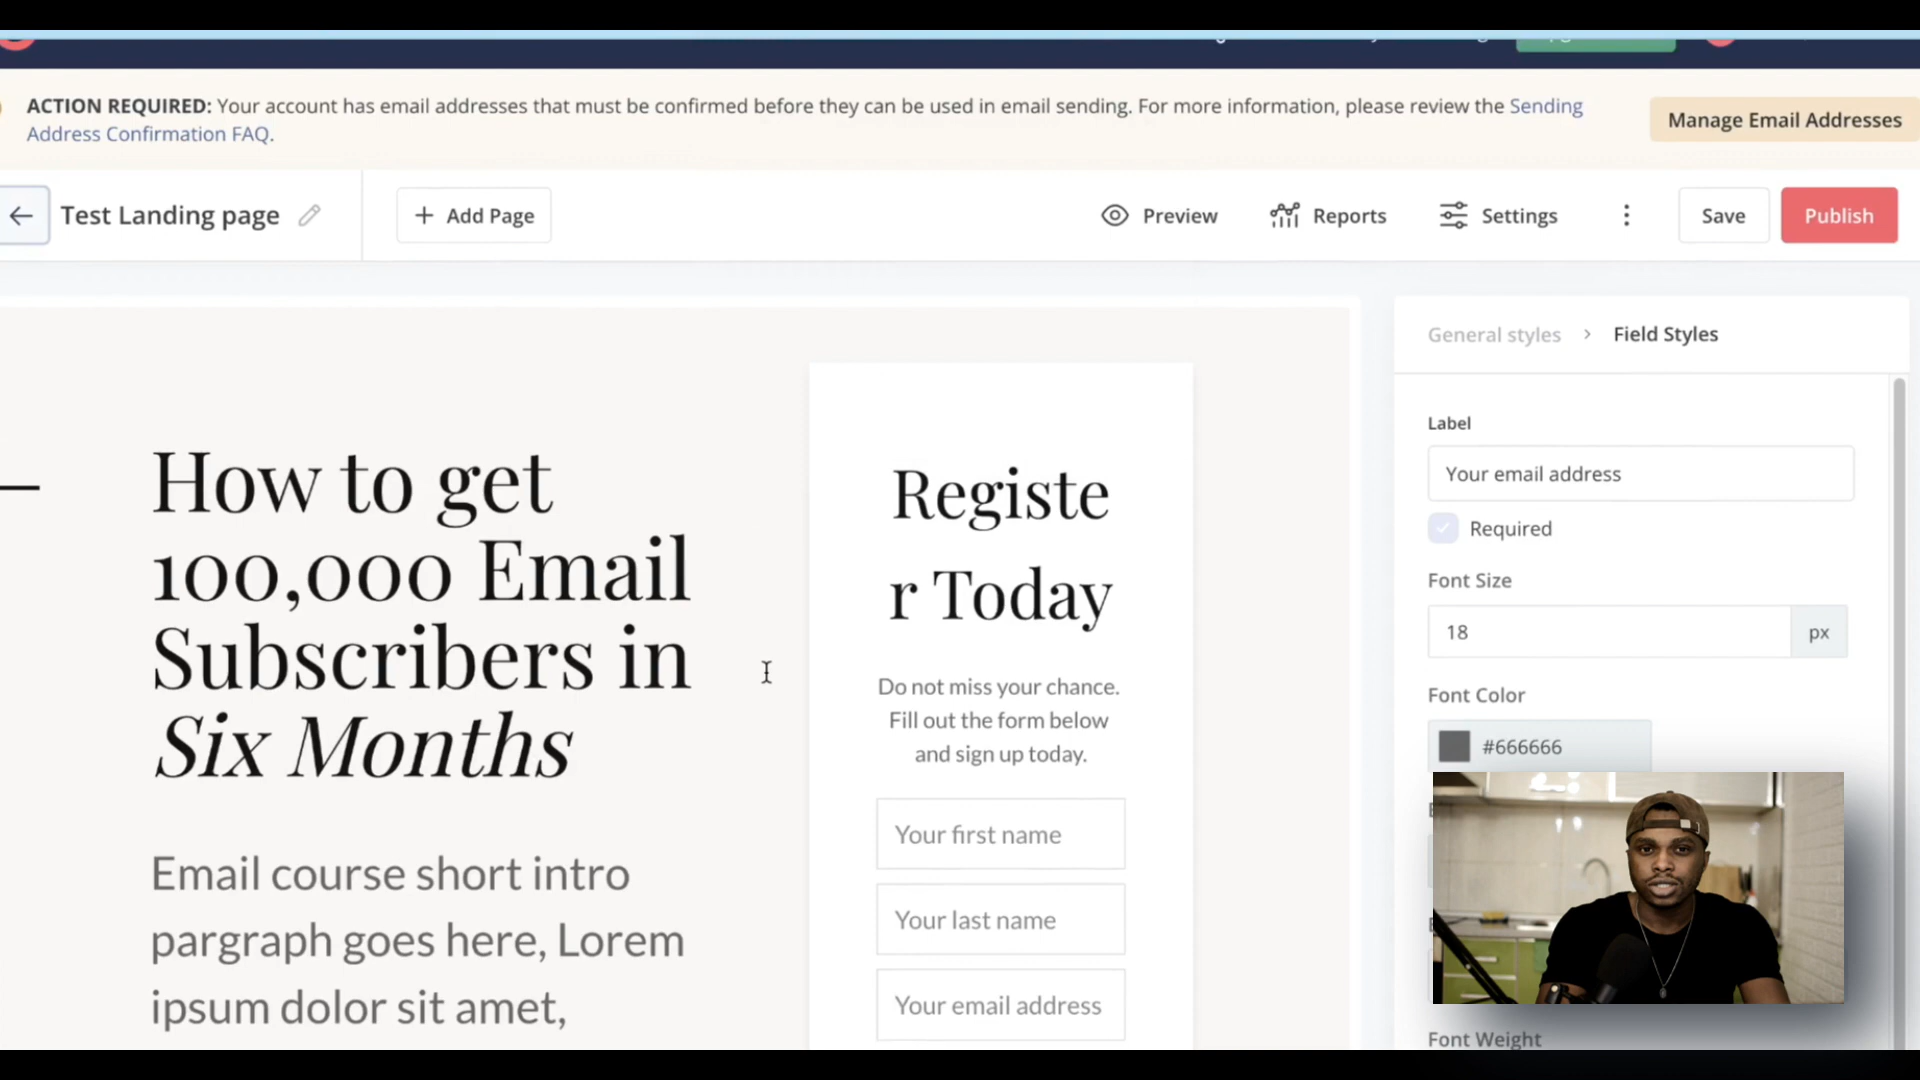 ACTION REQUIRED: Your account has email addresses that must be confirmed before they can be used in email sending. For more information, please review the Sending
Address Confirmation FAQ.
Manage Email Addresses
Test Landing page
+ Add Page
Preview
Reports
Settings
Save
Publish
How to get
100,000 Email
Subscribers in
Six Months
Email course short intro
pargraph goes here, Lorem
ipsum dolor sit amet,
Registe
r Today
Do not miss your chance.
Fill out the form below
and sign up today.
Your first name
Your last name
Your email address
General styles > Field Styles
Label
Your email address
Required
Font Size
18 px
Font Color
#666666
Font Weight